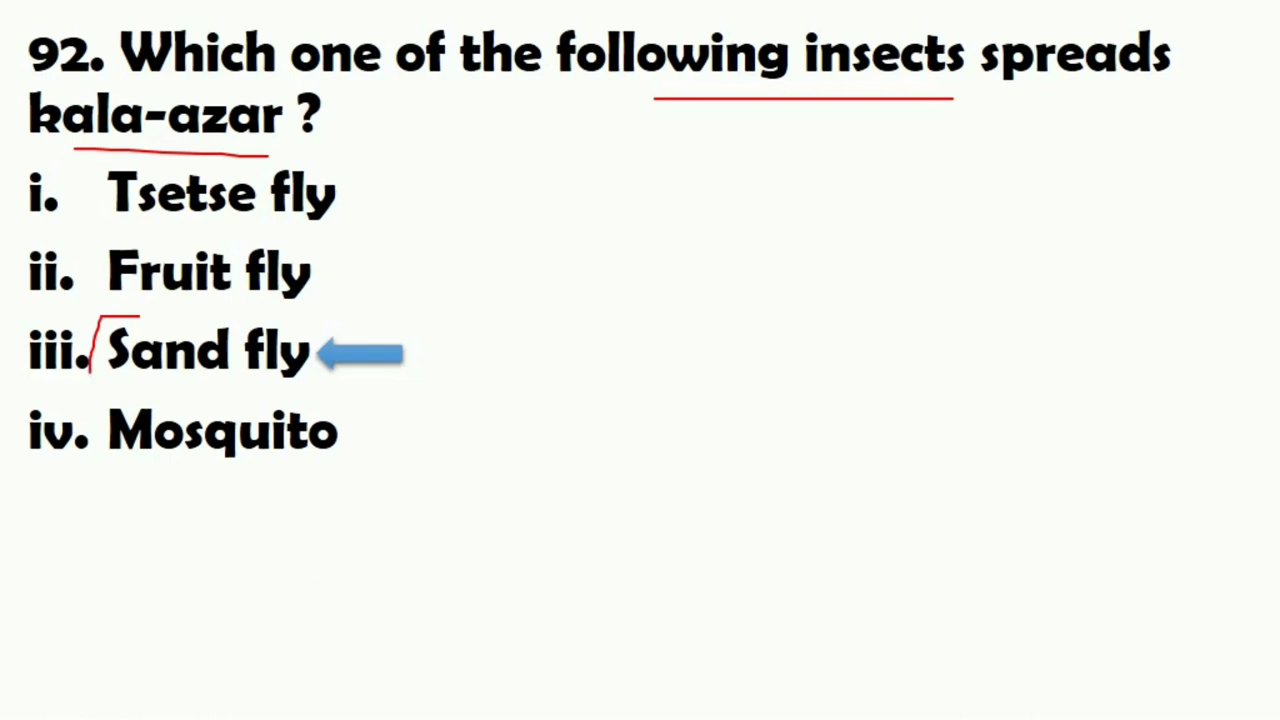 92. Which one of the following insects spreads
kala-azar ?
i. Tsetse fly
ii. Fruit fly
iii. Sand fly
iv. Mosquito